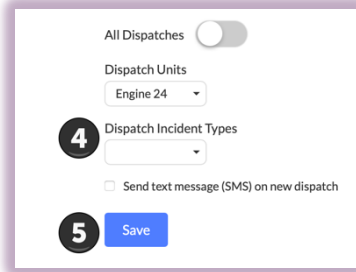 All Dispatches
Dispatch Units
Engine 24
4
Dispatch Incident Types
Send text message (SMS) on new dispatch
5
Save